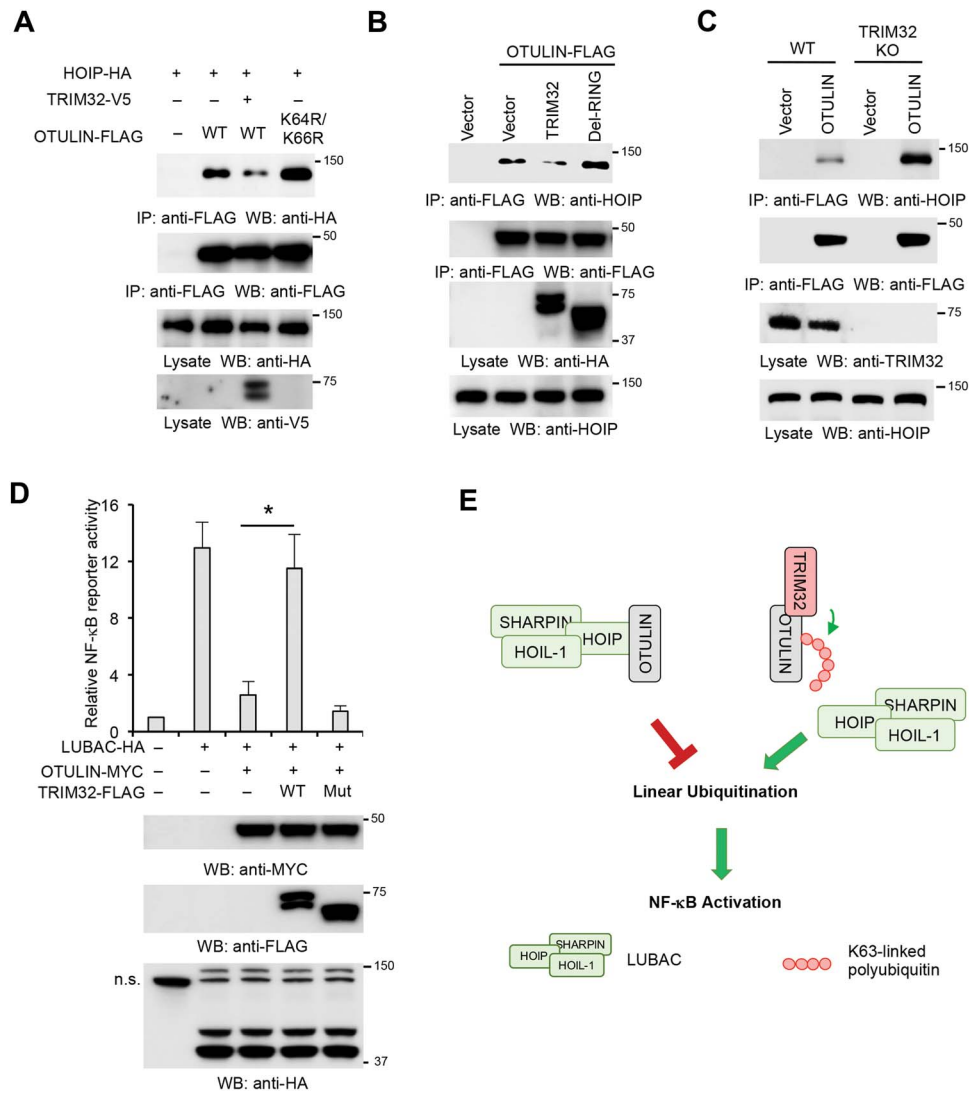 A
HOIP-HA + + + +
TRIM32-V5 – – + –
OTULIN-FLAG – WT WT K64R/K66R
150
IP: anti-FLAG WB: anti-HA
50
IP: anti-FLAG WB: anti-FLAG
150
Lysate WB: anti-HA
75
Lysate WB: anti-V5
B
OTULIN-FLAG
Vector Vector TRIM32 Del-RING
150
IP: anti-FLAG WB: anti-HOIP
50
IP: anti-FLAG WB: anti-FLAG
75
37
Lysate WB: anti-HA
150
Lysate WB: anti-HOIP
C
WT TRIM32 KO
Vector OTULIN Vector OTULIN
150
IP: anti-FLAG WB: anti-HOIP
50
IP: anti-FLAG WB: anti-FLAG
75
Lysate WB: anti-TRIM32
150
Lysate WB: anti-HOIP
D
Relative NF-κB reporter activity
16
12
8
4
0
*
LUBAC-HA – + + + +
OTULIN-MYC – – + + +
TRIM32-FLAG – – – WT Mut
50
WB: anti-MYC
75
WB: anti-FLAG
150
n.s.
37
WB: anti-HA
E
SHARPIN
HOIP
HOIL-1
OTULIN
TRIM32
OTULIN
SHARPIN
HOIP
HOIL-1
Linear Ubiquitination
NF-κB Activation
SHARPIN
HOIP
HOIL-1
LUBAC
K63-linked
polyubiquitin